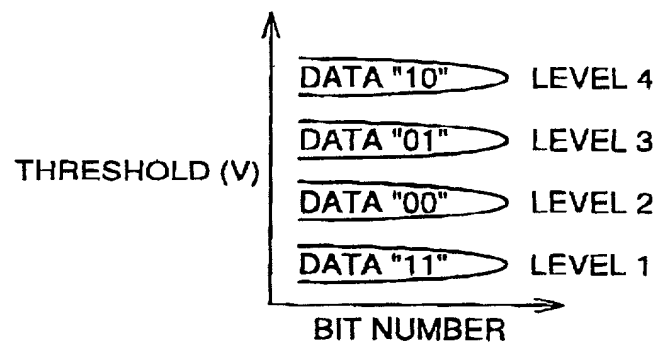 DATA "10" LEVEL 4
DATA "01" LEVEL 3
THRESHOLD (V)
DATA "00" LEVEL 2
DATA "11" LEVEL 1
BIT NUMBER